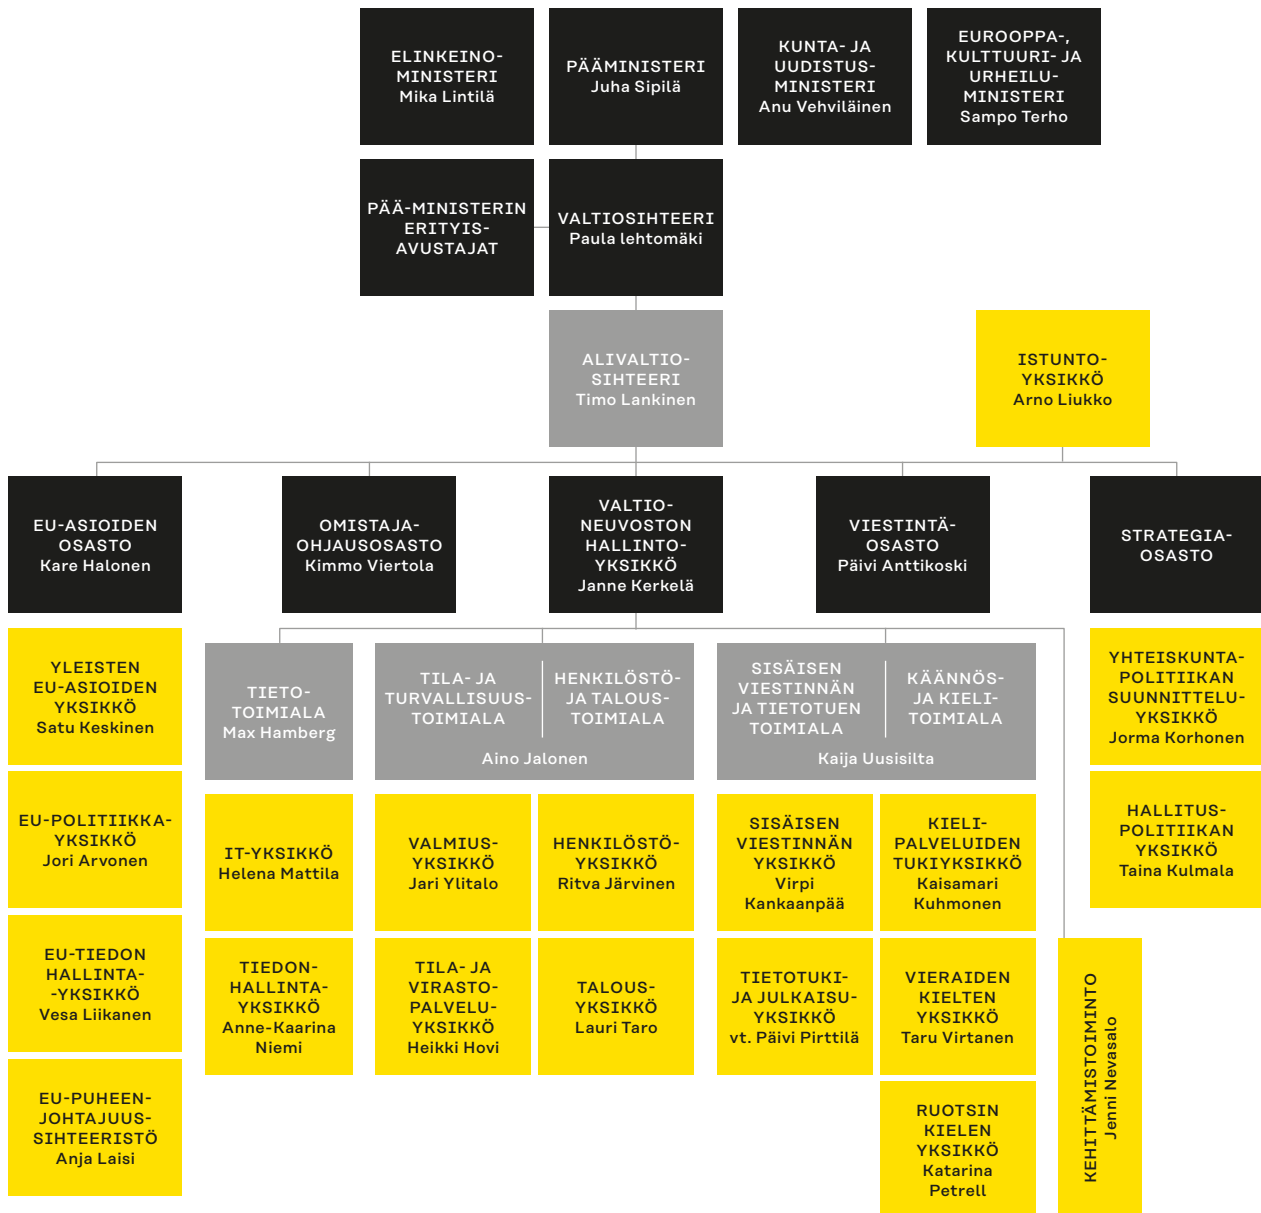 ELINKEINO-
MINISTERI
Mika Lintilä
PÄÄMINISTERI
Juha Sipilä
KUNTA- JA
UUDISTUS-
MINISTERI
Anu Vehviläinen
EUROOPPA-,
KULTTUURI- JA
URHEILU-
MINISTERI
Sampo Terho
PÄÄ-MINISTERIN
ERITYIS-
AVUSTAJAT
VALTIOSIHTEERI
Paula lehtomäki
ALIVALTIO-
SIHTEERI
Timo Lankinen
ISTUNTO-
YKSIKKÖ
Arno Liukko
EU-ASIOIDEN
OSASTO
Kare Halonen
OMISTAJA-
OHJAUSOSASTO
Kimmo Viertola
VALTIO-
NEUVOSTON
HALLINTO-
YKSIKKÖ
Janne Kerkelä
VIESTINTÄ-
OSASTO
Päivi Anttikoski
STRATEGIA-
OSASTO
YLEISTEN
EU-ASIOIDEN
YKSIKKÖ
Satu Keskinen
EU-POLITIIKKA-
YKSIKKÖ
Jori Arvonen
EU-TIEDON
HALLINTA-
-YKSIKKÖ
Vesa Liikanen
EU-PUHEEN-
JOHTAJUUS-
SIHTEERISTÖ
Anja Laisi
TIETO-
TOIMIALA
Max Hamberg
IT-YKSIKKÖ
Helena Mattila
TIEDON-
HALLINTA-
YKSIKKÖ
Anne-Kaarina
Niemi
TILA- JA
TURVALLISUUS-
TOIMIALA
HENKILÖSTÖ-
JA TALOUS-
TOIMIALA
Aino Jalonen
VALMIUS-
YKSIKKÖ
Jari Ylitalo
HENKILÖSTÖ-
YKSIKKÖ
Ritva Järvinen
TILA- JA
VIRASTO-
PALVELU-
YKSIKKÖ
Heikki Hovi
TALOUS-
YKSIKKÖ
Lauri Taro
SISÄISEN
VIESTINNÄN
JA TIETOTUEN
TOIMIALA
KÄÄNNÖS-
JA KIELI-
TOIMIALA
Kaija Uusisilta
SISÄISEN
VIESTINNÄN
YKSIKKÖ
Virpi
Kankaanpää
KIELI-
PALVELUIDEN
TUKIYKSIKKÖ
Kaisamari
Kuhmonen
TIETOTUKI-
JA JULKAISU-
YKSIKKÖ
vt. Päivi Pirttilä
VIERAIDEN
KIELTEN
YKSIKKÖ
Taru Virtanen
RUOTSIN
KIELEN
YKSIKKÖ
Katarina
Petrell
KEHITTÄMISTOIMINTO
Jenni Nevasalo
YHTEISKUNTA-
POLITIIKAN
SUUNNITTELU-
YKSIKKÖ
Jorma Korhonen
HALLITUS-
POLITIIKAN
YKSIKKÖ
Taina Kulmala